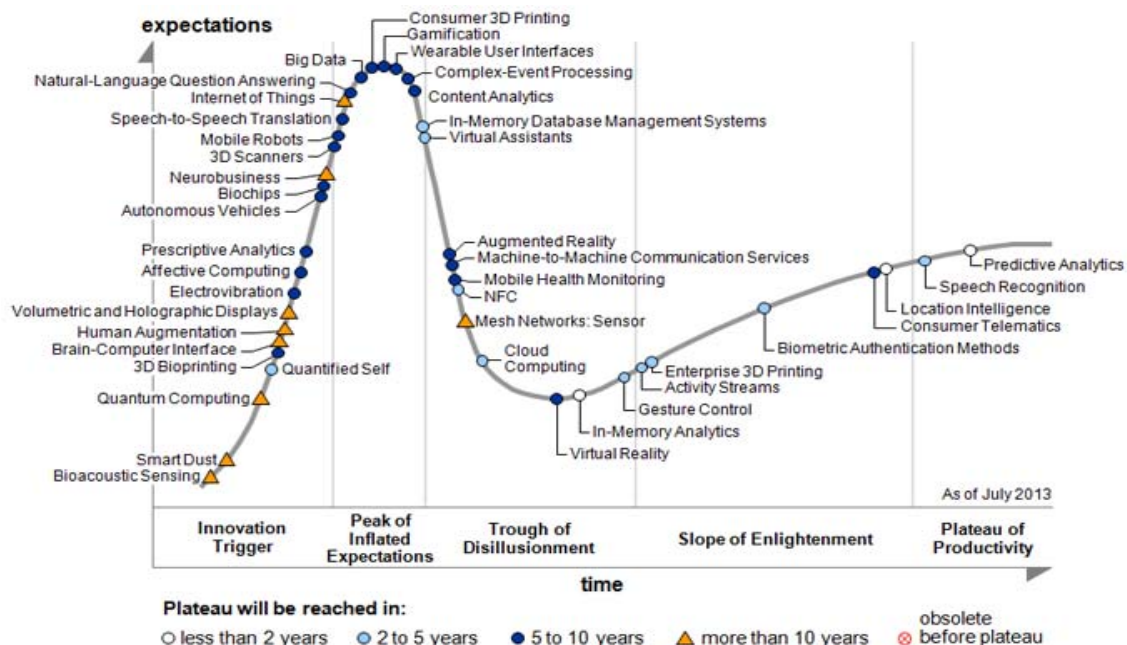 expectations
Consumer 3D Printing
Gamification
Wearable User Interfaces
Big Data
Complex-Event Processing
Natural-Language Question Answering
Internet of Things
Content Analytics
Speech-to-Speech Translation
In-Memory Database Management Systems
Mobile Robots
Virtual Assistants
3D Scanners
Neurobusiness
Biochips
Autonomous Vehicles
Prescriptive Analytics
Augmented Reality
Machine-to-Machine Communication Services
Affective Computing
Mobile Health Monitoring
Electrovibration
NFC
Volumetric and Holographic Displays
Mesh Networks: Sensor
Human Augmentation
Brain-Computer Interface
3D Bioprinting
Quantified Self
Cloud
Computing
Quantum Computing
Smart Dust
Bioacoustic Sensing
Predictive Analytics
Speech Recognition
Location Intelligence
Consumer Telematics
Biometric Authentication Methods
Enterprise 3D Printing
Activity Streams
Gesture Control
In-Memory Analytics
Virtual Reality
As of July 2013
Innovation
Trigger
Peak of
Inflated
Expectations
Trough of
Disillusionment
Slope of Enlightenment
Plateau of
Productivity
time
Plateau will be reached in:
less than 2 years
2 to 5 years
5 to 10 years
more than 10 years
obsolete
before plateau